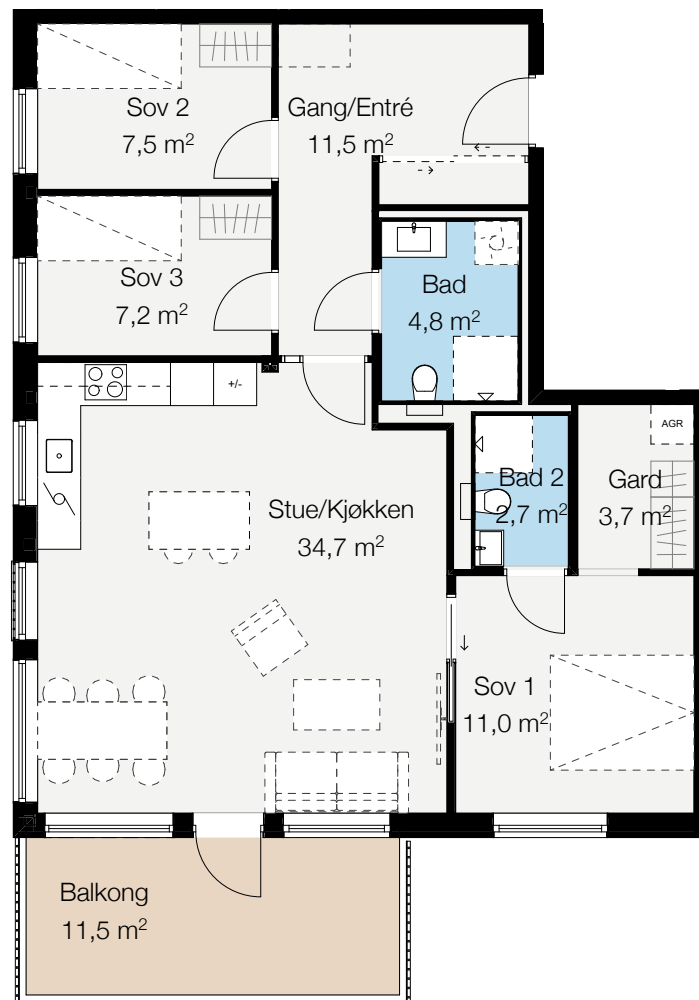 Sov 2
7,5 m²
Gang/Entré
11,5 m²
Sov 3
7,2 m²
Bad
4,8 m²
+/-
AGR
Bad 2
2,7 m²
Gard
3,7 m²
Stue/Kjøkken
34,7 m²
Sov 1
11,0 m²
Balkong
11,5 m²